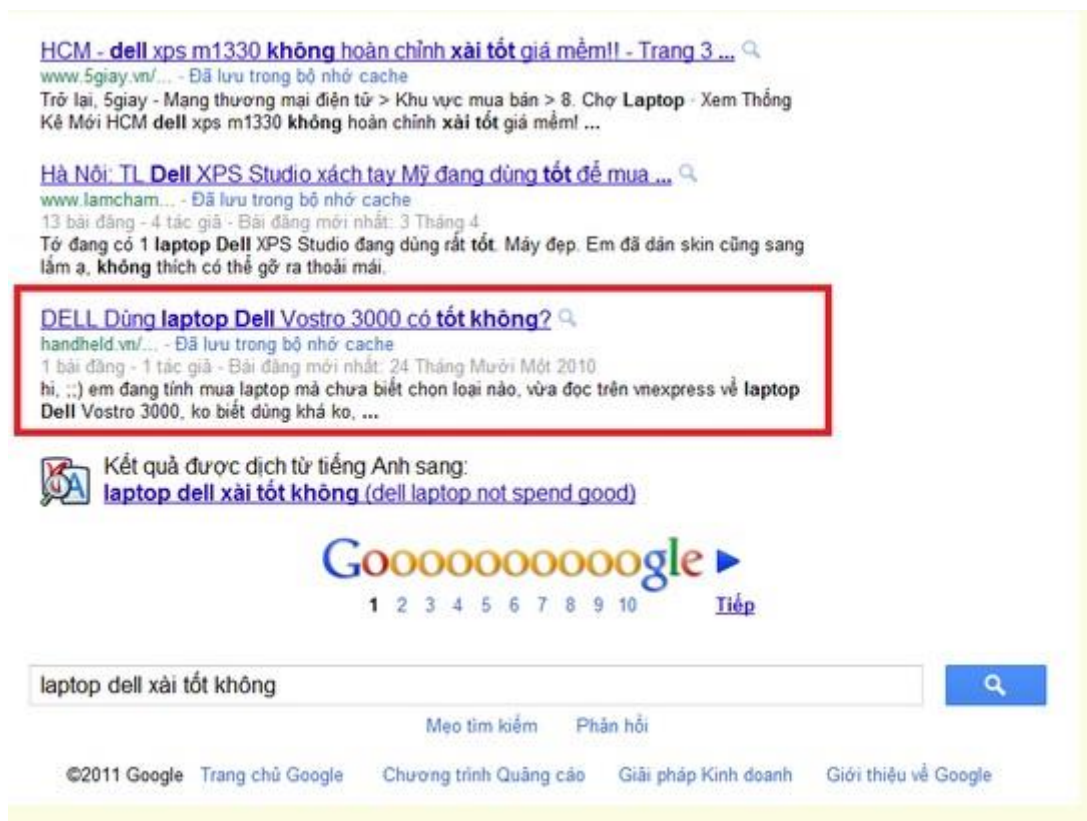 HCM - dell xps m1330 không hoàn chỉnh xài tốt giá mềm!! - Trang 3 ...
www.5giay.vn/... - Đã lưu trong bộ nhớ cache
Trở lại, 5giay - Mạng thương mại điện tử > Khu vực mua bán > 8. Chợ Laptop · Xem Thống
Kê Mới HCM dell xps m1330 không hoàn chỉnh xài tốt giá mềm! ...
Hà Nội: TL Dell XPS Studio xách tay Mỹ đang dùng tốt để mua ...
www.lamcham... - Đã lưu trong bộ nhớ cache
13 bài đăng - 4 tác giả - Bài đăng mới nhất: 3 Tháng 4
Tớ đang có 1 laptop Dell XPS Studio đang dùng rất tốt. Máy đẹp. Em đã dán skin cũng sang
lắm ạ, không thích có thể gỡ ra thoải mái.
DELL Dùng laptop Dell Vostro 3000 có tốt không?
handheld.vn/... - Đã lưu trong bộ nhớ cache
1 bài đăng - 1 tác giả - Bài đăng mới nhất: 24 Tháng Mười Một 2010
hi, ;;) em đang tính mua laptop mà chưa biết chọn loại nào, vừa đọc trên vnexpress về laptop
Dell Vostro 3000, ko biết dùng khá ko, ...
Kết quả được dịch từ tiếng Anh sang:
laptop dell xài tốt không (dell laptop not spend good)
Goooooooooogle
1 2 3 4 5 6 7 8 9 10 Tiếp
laptop dell xài tốt không
Mẹo tìm kiếm Phản hồi
©2011 Google Trang chủ Google Chương trình Quảng cáo Giải pháp Kinh doanh Giới thiệu về Google